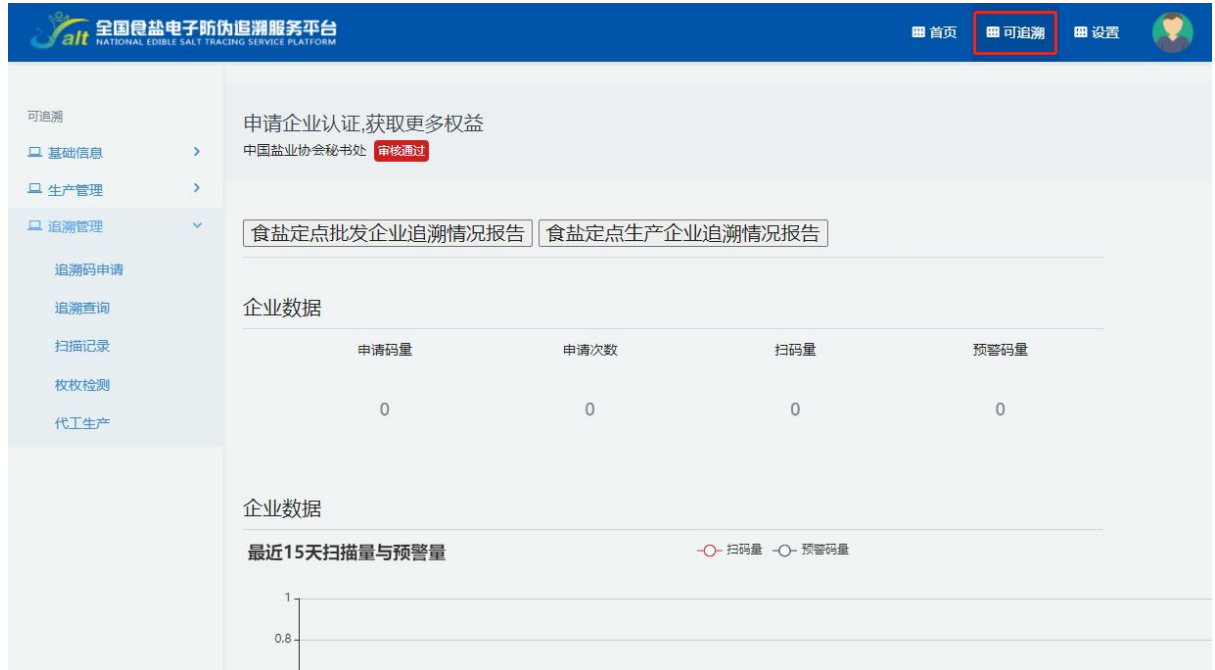 全国食盐电子防伪追溯服务平台
NATIONAL EDIBLE SALT TRACING SERVICE PLATFORM
alt
首页 可追溯 设置
可追溯
基础信息
生产管理
追溯管理
追溯码申请
追溯查询
扫描记录
枚枚检测
代工生产
申请企业认证,获取更多权益
中国盐业协会秘书处 审核通过
食盐定点批发企业追溯情况报告 食盐定点生产企业追溯情况报告
企业数据
申请码量 申请次数 扫码量 预警码量
0 0 0 0
企业数据
最近15天扫描量与预警量 扫码量 预警码量
1
0.8